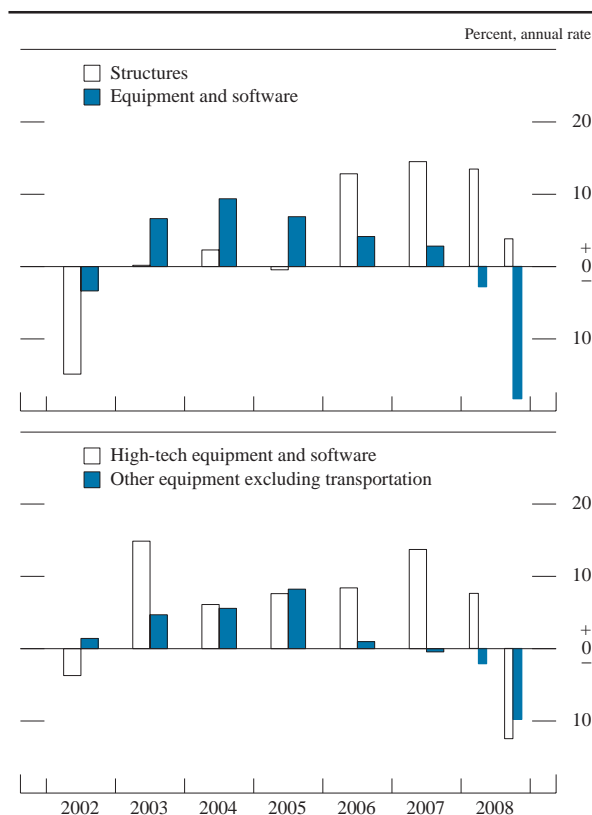 Percent, annual rate
Structures
Equipment and software
20
10
+
0
−
10
High-tech equipment and software
Other equipment excluding transportation
20
10
+
0
−
10
2002 2003 2004 2005 2006 2007 2008